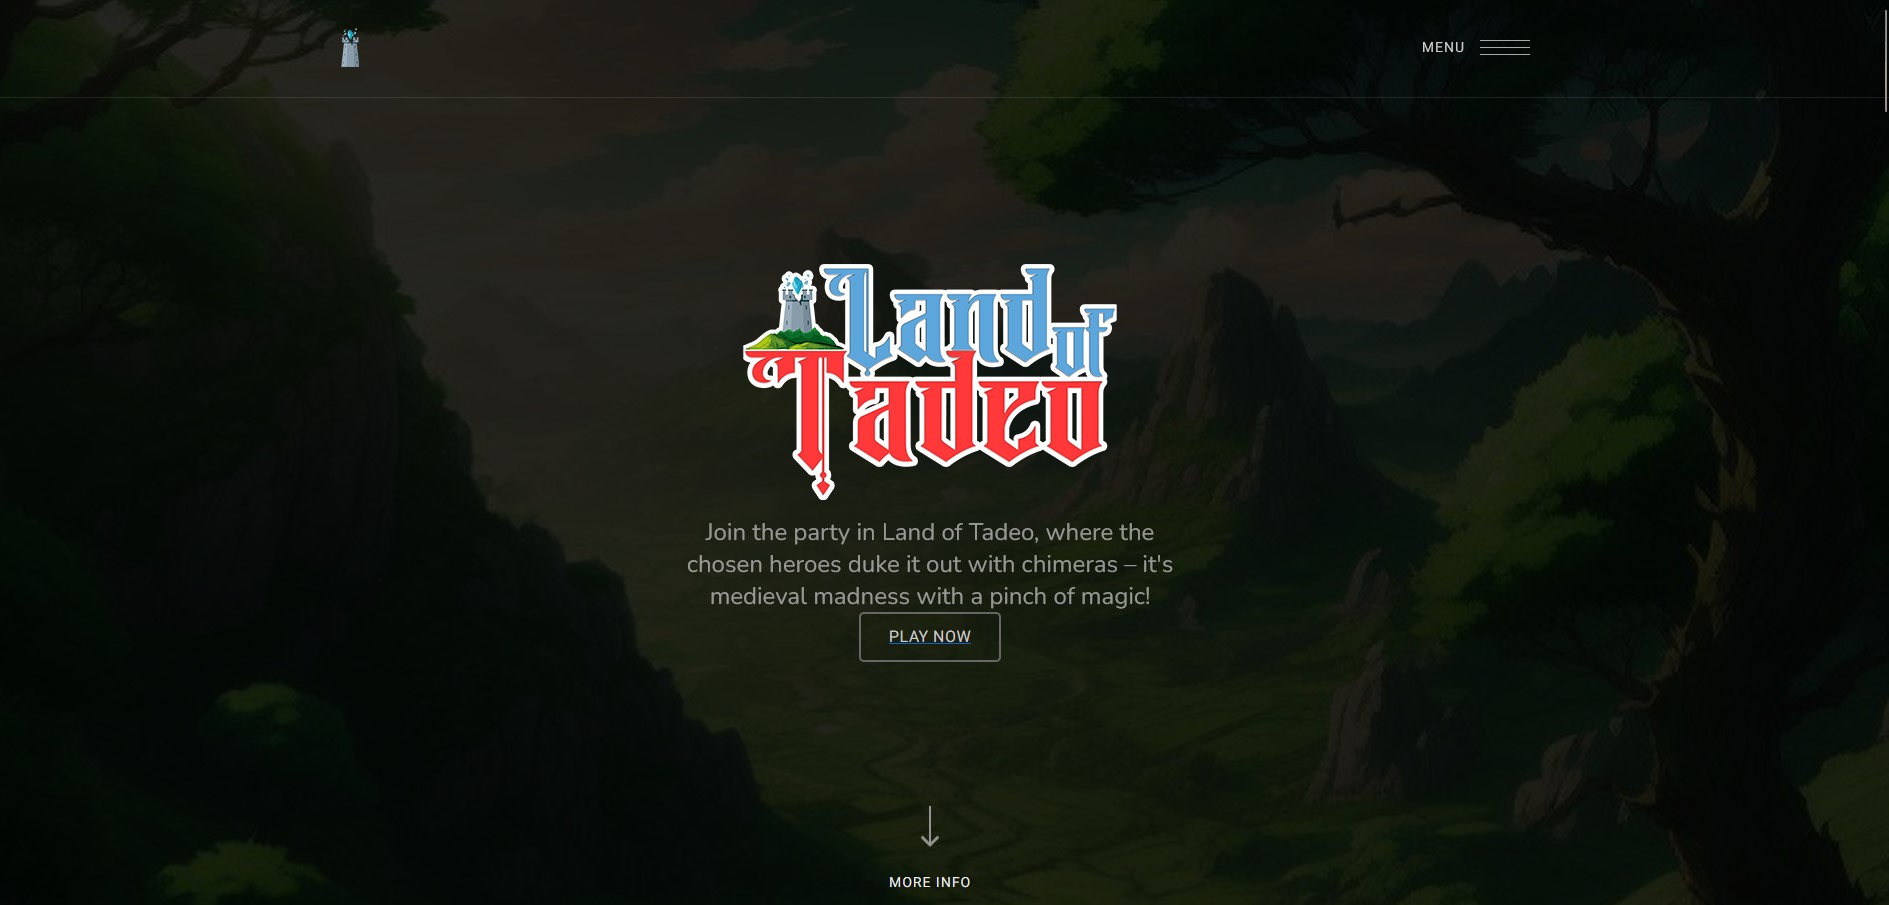 MENU
Land of
Tadeo
Join the party in Land of Tadeo, where the
chosen heroes duke it out with chimeras – it's
medieval madness with a pinch of magic!
PLAY NOW
MORE INFO